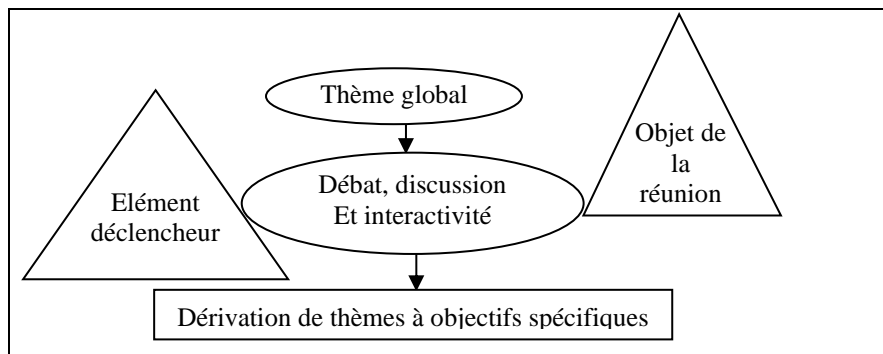 Thème global
Objet de
la
réunion
Débat, discussion
Et interactivité
Elément
déclencheur
Dérivation de thèmes à objectifs spécifiques